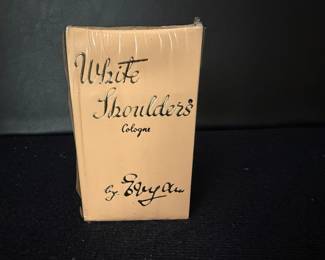 White
Shoulders
Cologne
by Evyan